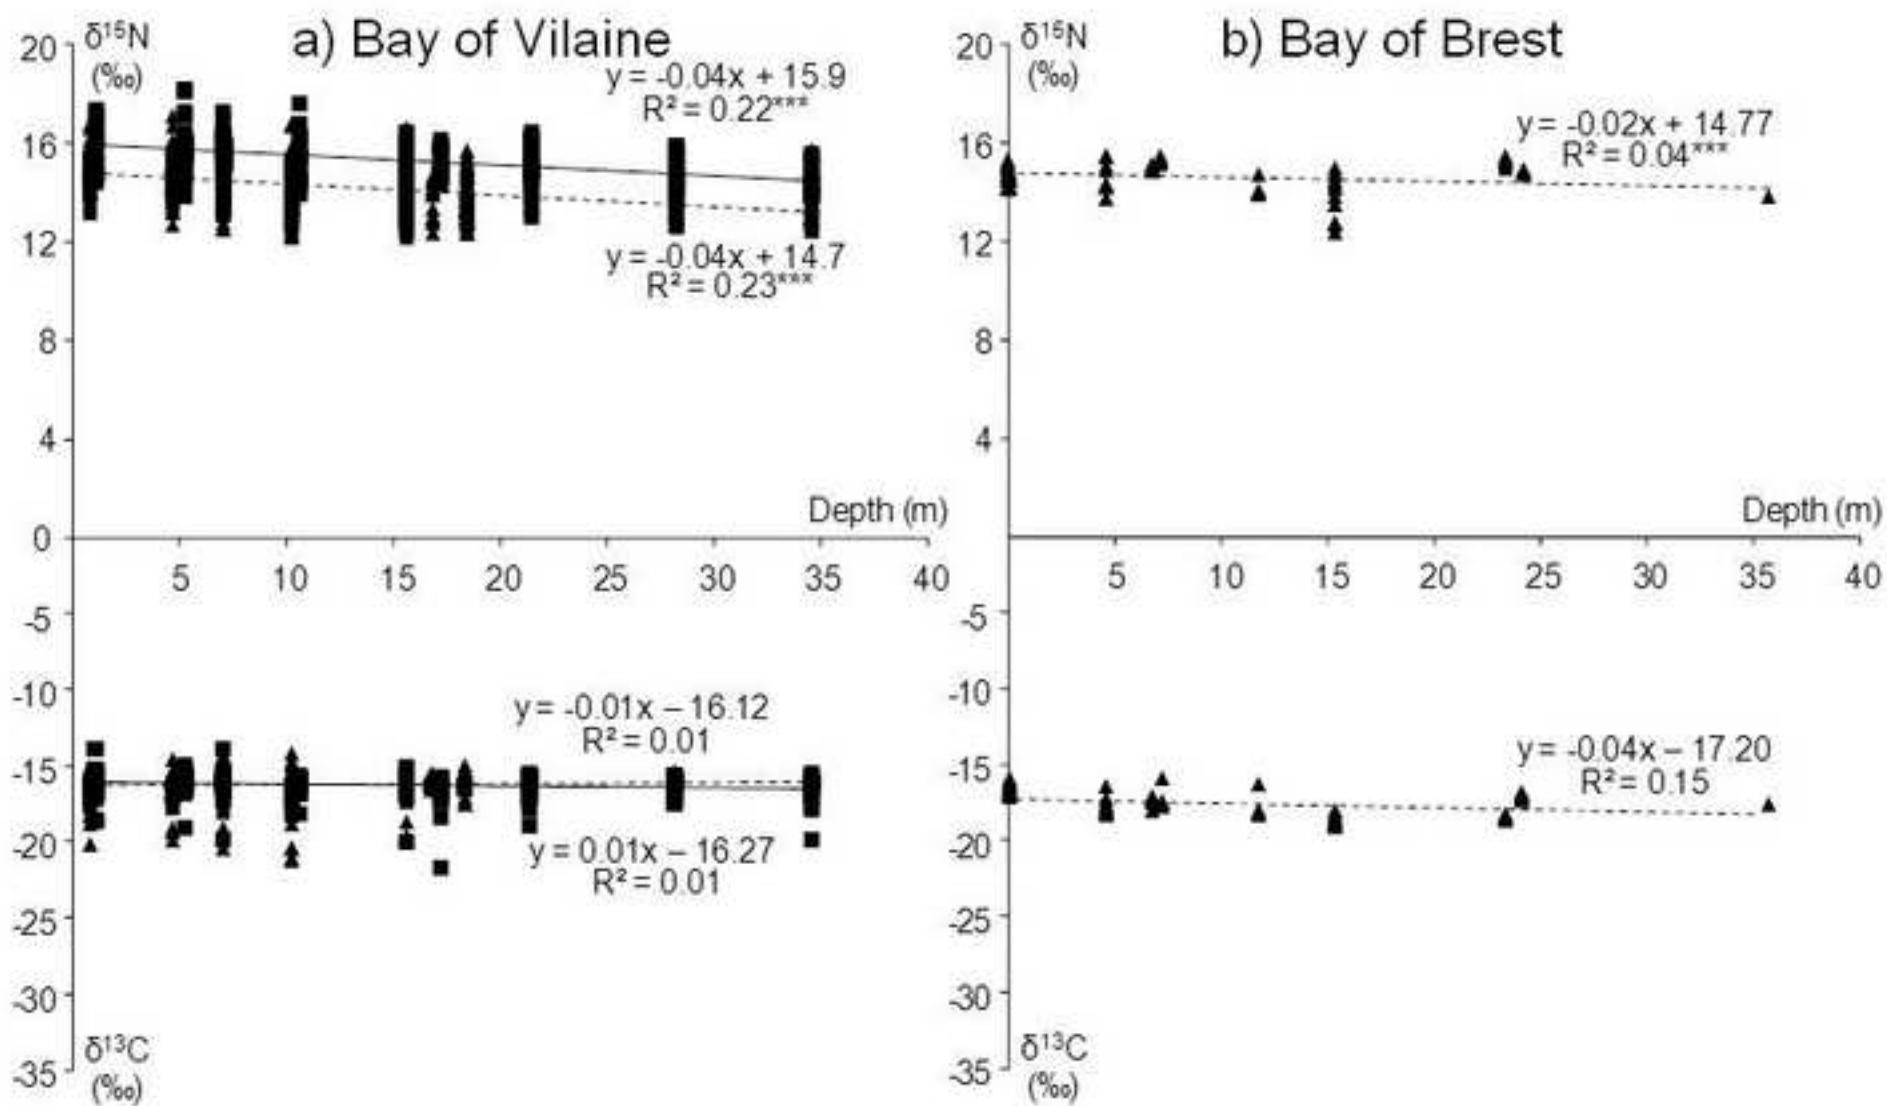 a) Bay of Vilaine
δ¹⁵N
(‰)
20
16
12
8
4
0
-5
-10
-15
-20
-25
-30
-35
y = -0.04x + 15.9
R² = 0.22***
y = -0.04x + 14.7
R² = 0.23***
Depth (m)
5 10 15 20 25 30 35 40
y = -0.01x – 16.12
R² = 0.01
y = 0.01x – 16.27
R² = 0.01
δ¹³C
(‰)
b) Bay of Brest
δ¹⁵N
(‰)
20
16
12
8
4
-5
-10
-15
-20
-25
-30
-35
y = -0.02x + 14.77
R² = 0.04***
Depth (m)
5 10 15 20 25 30 35 40
y = -0.04x – 17.20
R² = 0.15
δ¹³C
(‰)